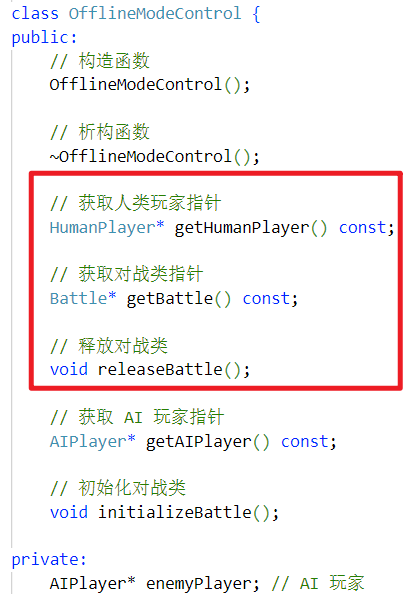 class OfflineModeControl {
public:
// 构造函数
OfflineModeControl();
// 析构函数
~OfflineModeControl();
// 获取人类玩家指针
HumanPlayer* getHumanPlayer() const;
// 获取对战类指针
Battle* getBattle() const;
// 释放对战类
void releaseBattle();
// 获取 AI 玩家指针
AIPlayer* getAIPlayer() const;
// 初始化对战类
void initializeBattle();
private:
AIPlayer* enemyPlayer; // AI 玩家